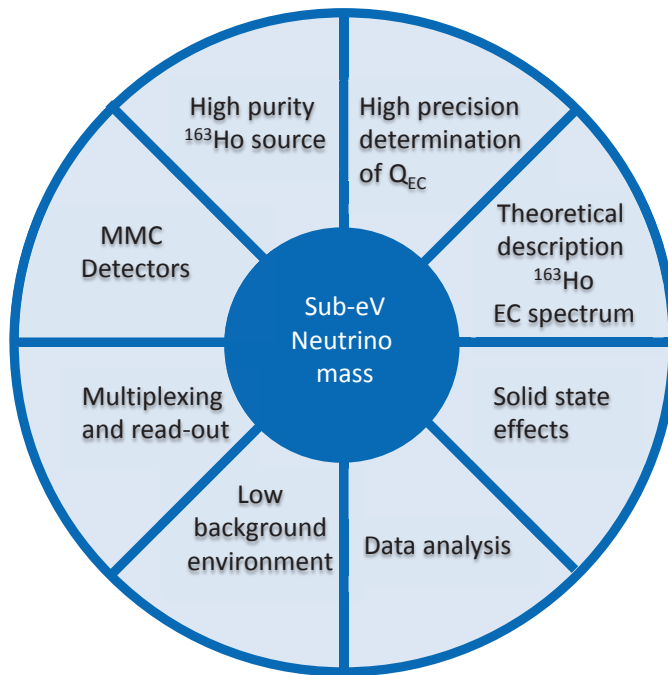 High purity
¹⁶³Ho source
High precision
determination
of Q_EC
Theoretical
description
¹⁶³Ho
EC spectrum
MMC
Detectors
Sub-eV
Neutrino
mass
Multiplexing
and read-out
Solid state
effects
Low
background
environment
Data analysis